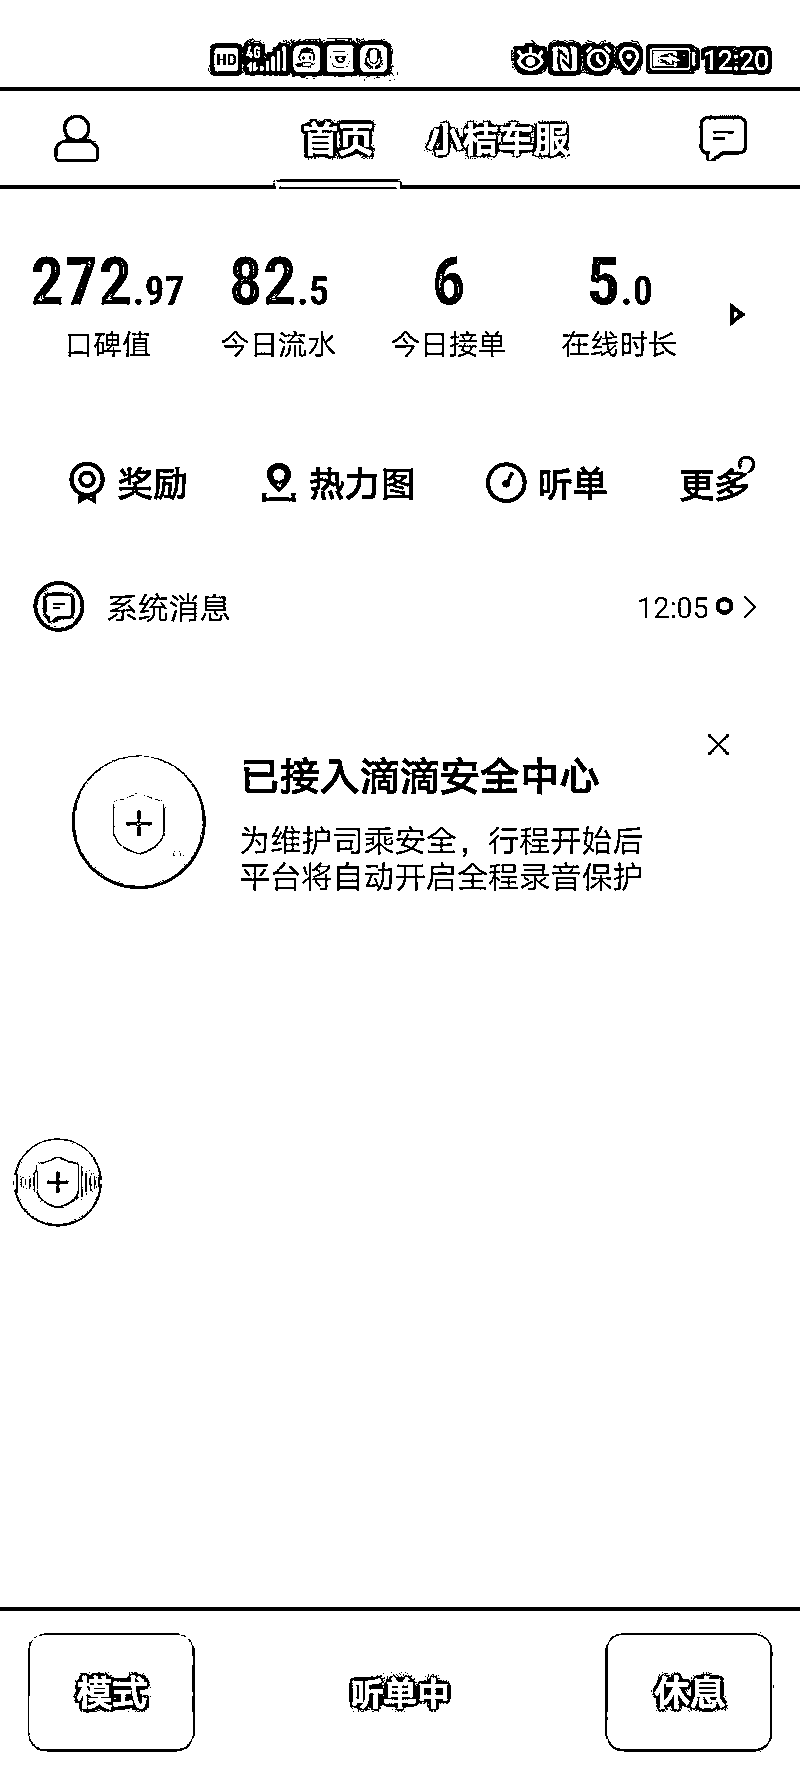 HD 4G 12:20
首页 小桔车服
272.97 82.5 6 5.0
口碑值 今日流水 今日接单 在线时长
奖励 热力图 听单 更多
系统消息 12:05
已接入滴滴安全中心
为维护司乘安全，行程开始后
平台将自动开启全程录音保护
模式 听单中 休息